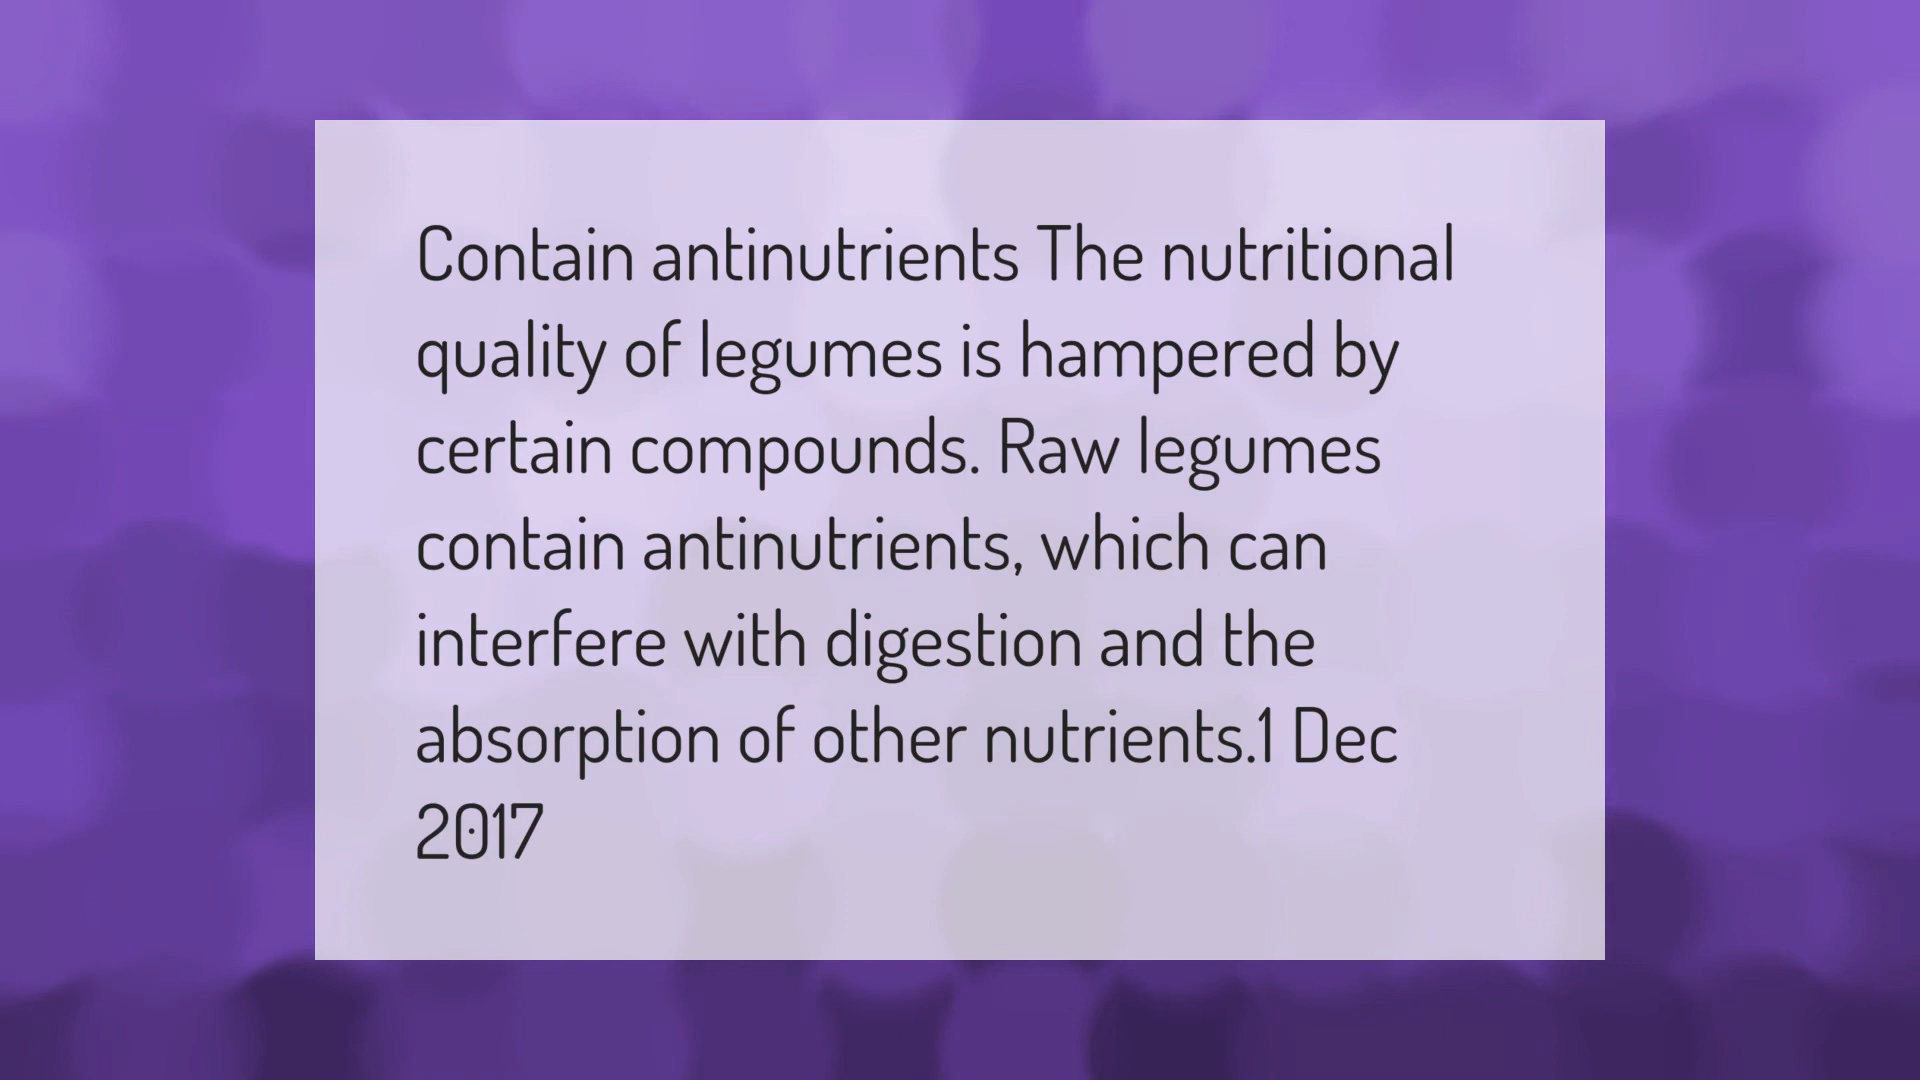 Contain antinutrients The nutritional
quality of legumes is hampered by
certain compounds. Raw legumes
contain antinutrients, which can
interfere with digestion and the
absorption of other nutrients.1 Dec
2017